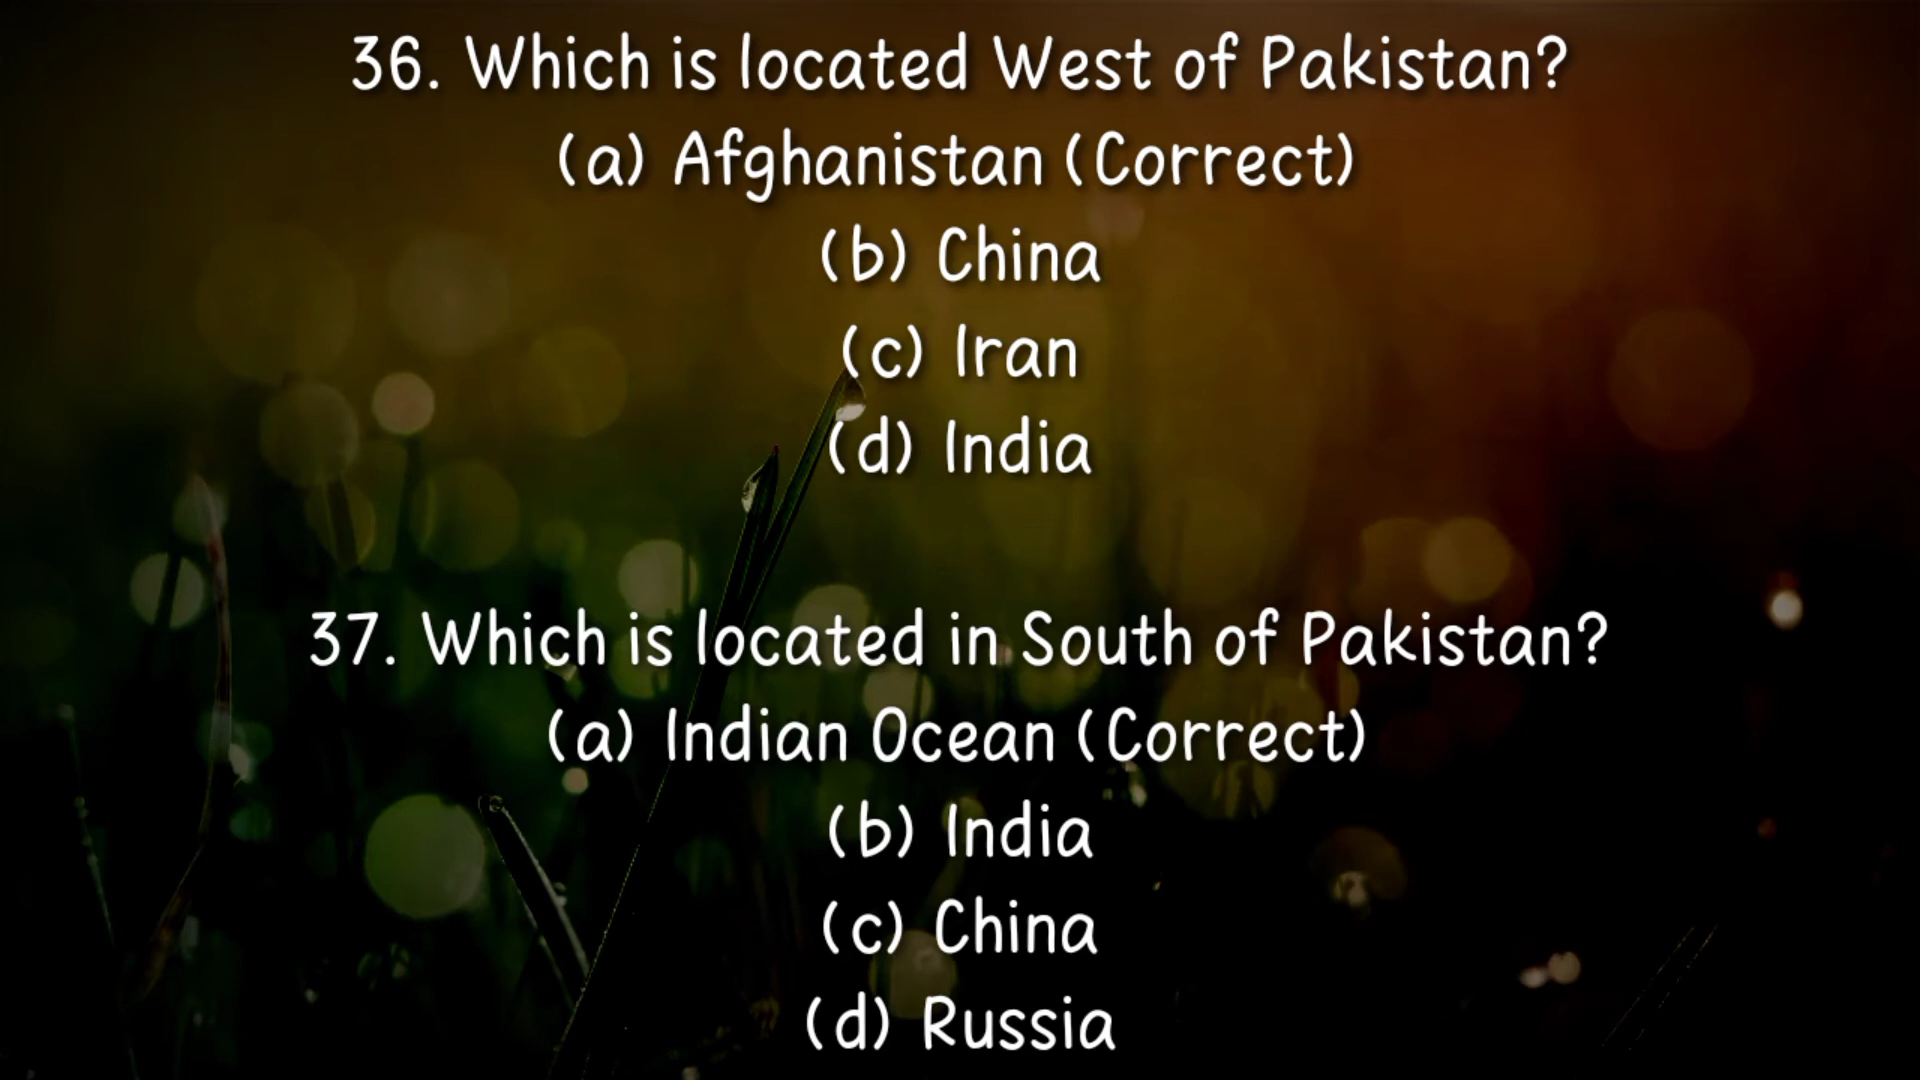 36. Which is located West of Pakistan?
(a) Afghanistan (Correct)
(b) China
(c) Iran
(d) India
37. Which is located in South of Pakistan?
(a) Indian Ocean (Correct)
(b) India
(c) China
(d) Russia